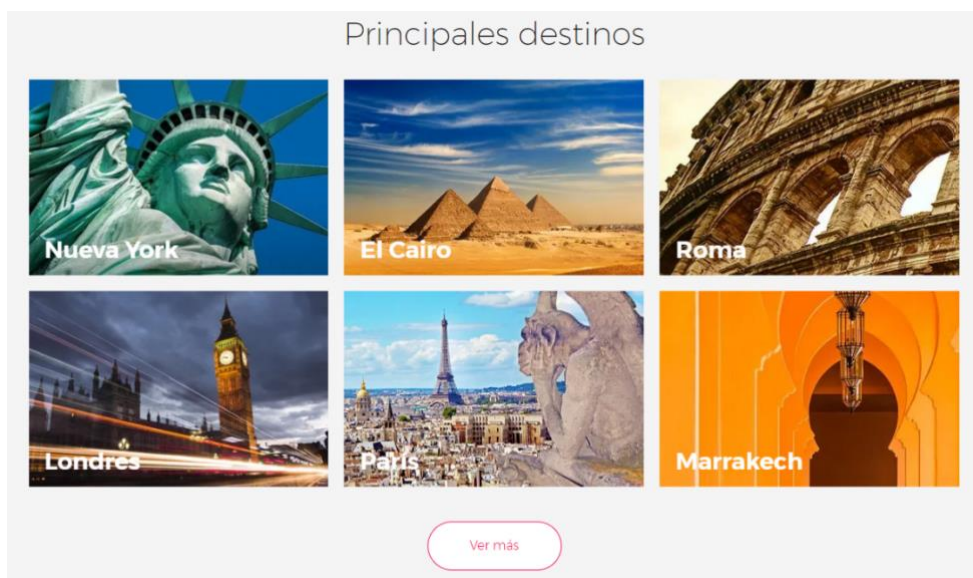 Principales destinos
Nueva York
El Cairo
Roma
Londres
París
Marrakech
Ver más